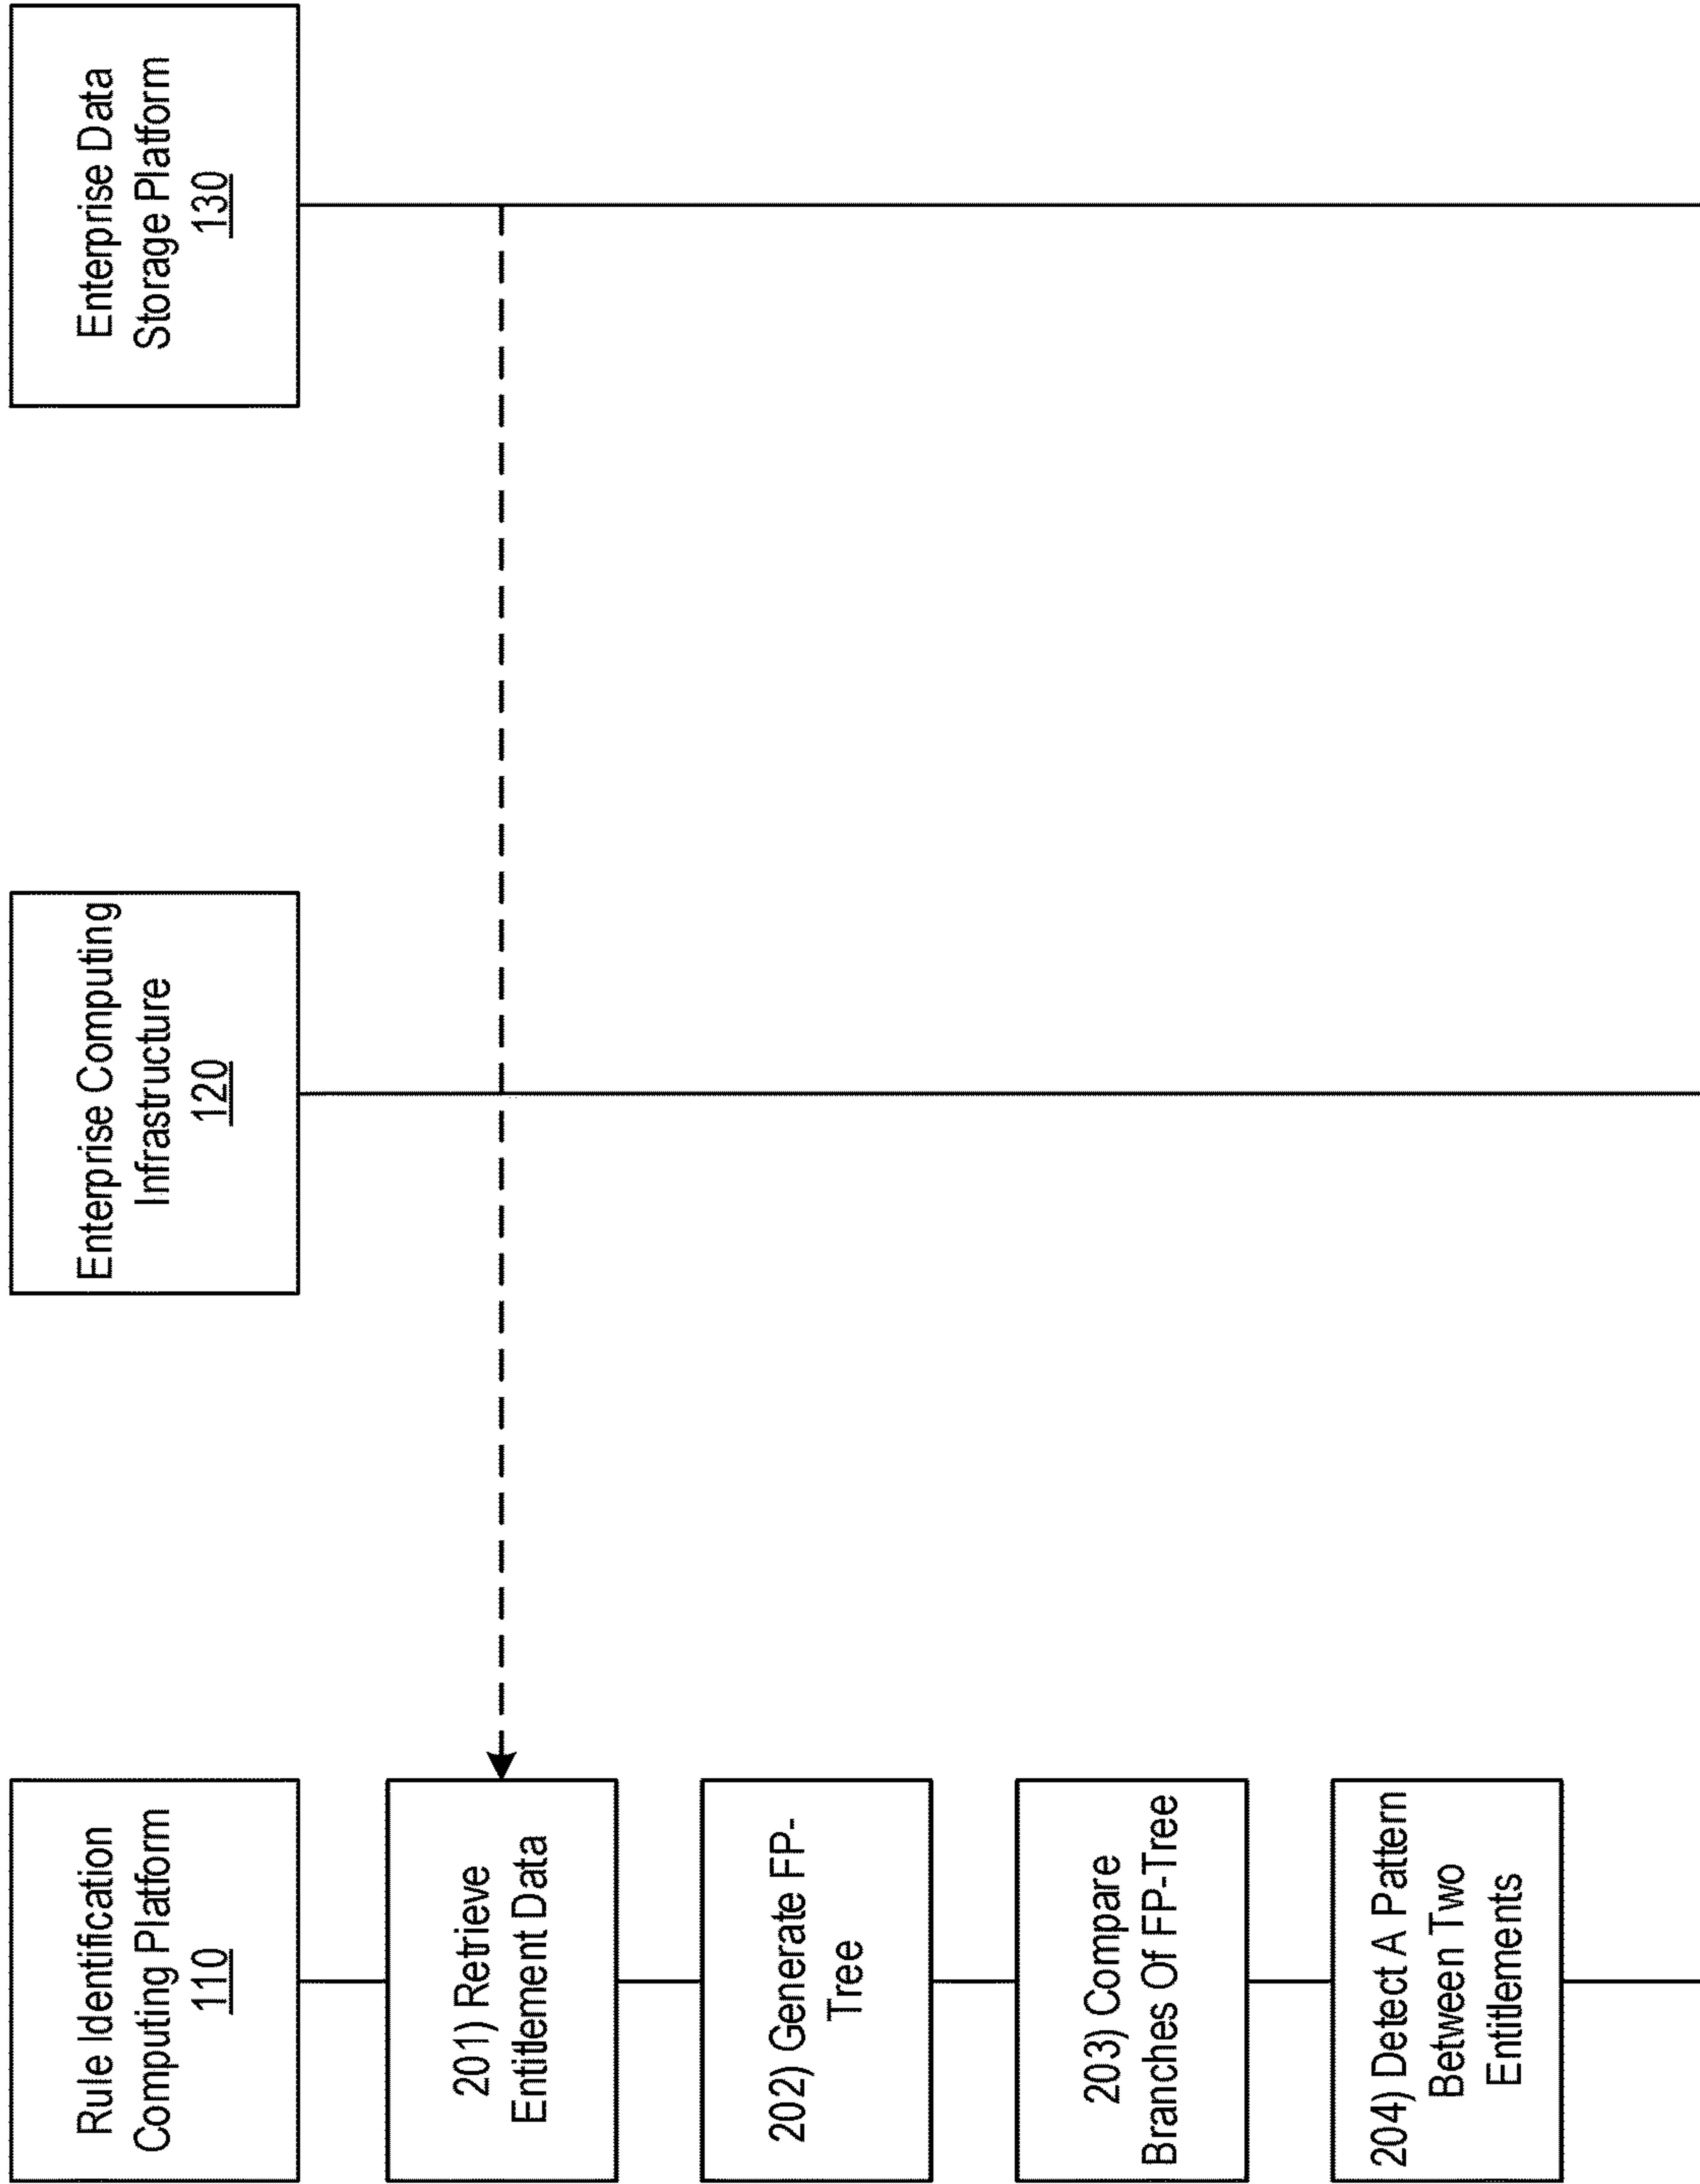 Rule Identification
Computing Platform
110
Enterprise Computing
Infrastructure
120
Enterprise Data
Storage Platform
130
201) Retrieve
Entitlement Data
202) Generate FP-
Tree
203) Compare
Branches Of FP-Tree
204) Detect A Pattern
Between Two
Entitlements